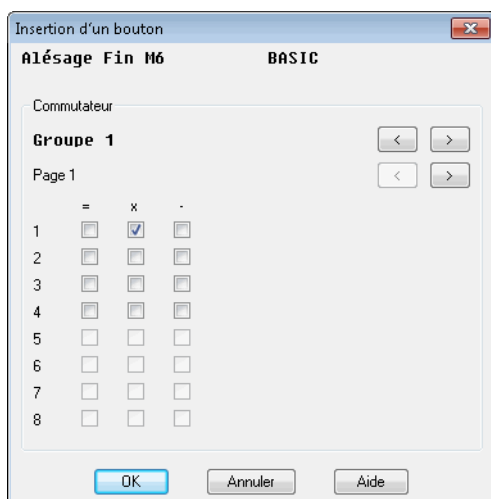 Insertion d'un bouton
Alésage Fin M6 BASIC
Commutateur
Groupe 1 < >
Page 1 < >
= x -
1
2
3
4
5
6
7
8
OK Annuler Aide